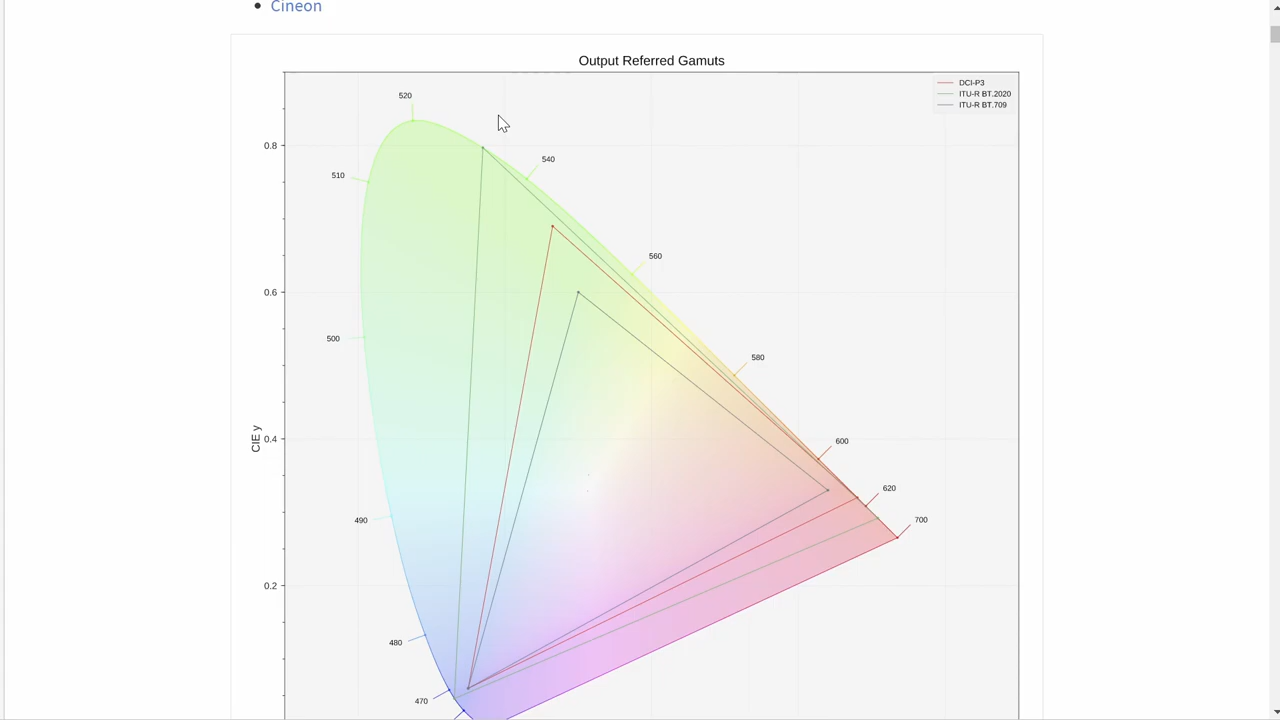 Cineon
Output Referred Gamuts
DCI-P3
ITU-R BT.2020
ITU-R BT.709
520
0.8
540
510
560
0.6
500
580
CIE y
0.4
600
620
490
700
0.2
480
470